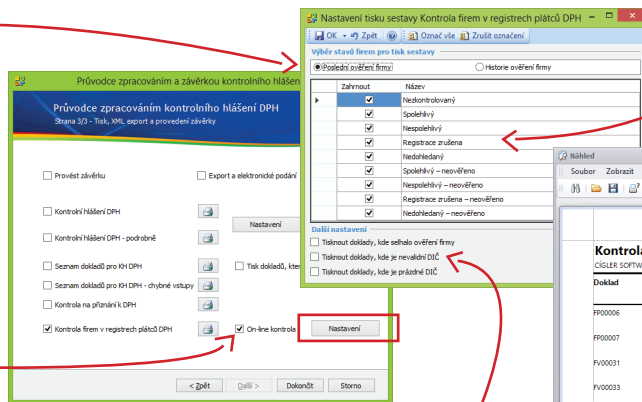 Nastavení tisku sestavy Kontrola firem v registrech plátců DPH
OK Zpět Označ vše Zrušit označení
Výběr stavů firem pro tisk sestavy
Poslední ověření firmy Historie ověření firmy
Zahrnout Název
Nezkontrolovaný
Spolehlivý
Nespolehlivý
Registrace zrušena
Nedohledaný
Spolehlivý – neověřeno
Nespolehlivý – neověřeno
Registrace zrušena – neověřeno
Nedohledaný – neověřeno
Další nastavení
Tisknout doklady, kde selhalo ověření firmy
Tisknout doklady, kde je nevalidní DIČ
Tisknout doklady, kde je prázdné DIČ
Průvodce zpracováním a závěrkou kontrolního hlášen
Průvodce zpracováním kontrolního hlášení DPH
Strana 3/3 - Tisk, XML export a provedení závěrky
Provést závěrku
Export a elektronické podání
Kontrolní hlášení DPH
Nastavení
Kontrolní hlášení DPH - podrobně
Seznam dokladů pro KH DPH
Tisk dokladů, kter
Seznam dokladů pro KH DPH - chybné vstupy
Kontrola na přiznání k DPH
Kontrola firem v registrech plátců DPH
On-line kontrola
Nastavení
< Zpět Další > Dokončit Storno
Náhled
Soubor Zobrazit
Kontrola
CÍGLER SOFTW
Doklad
FP00006
FP00007
FV00031
FV00033